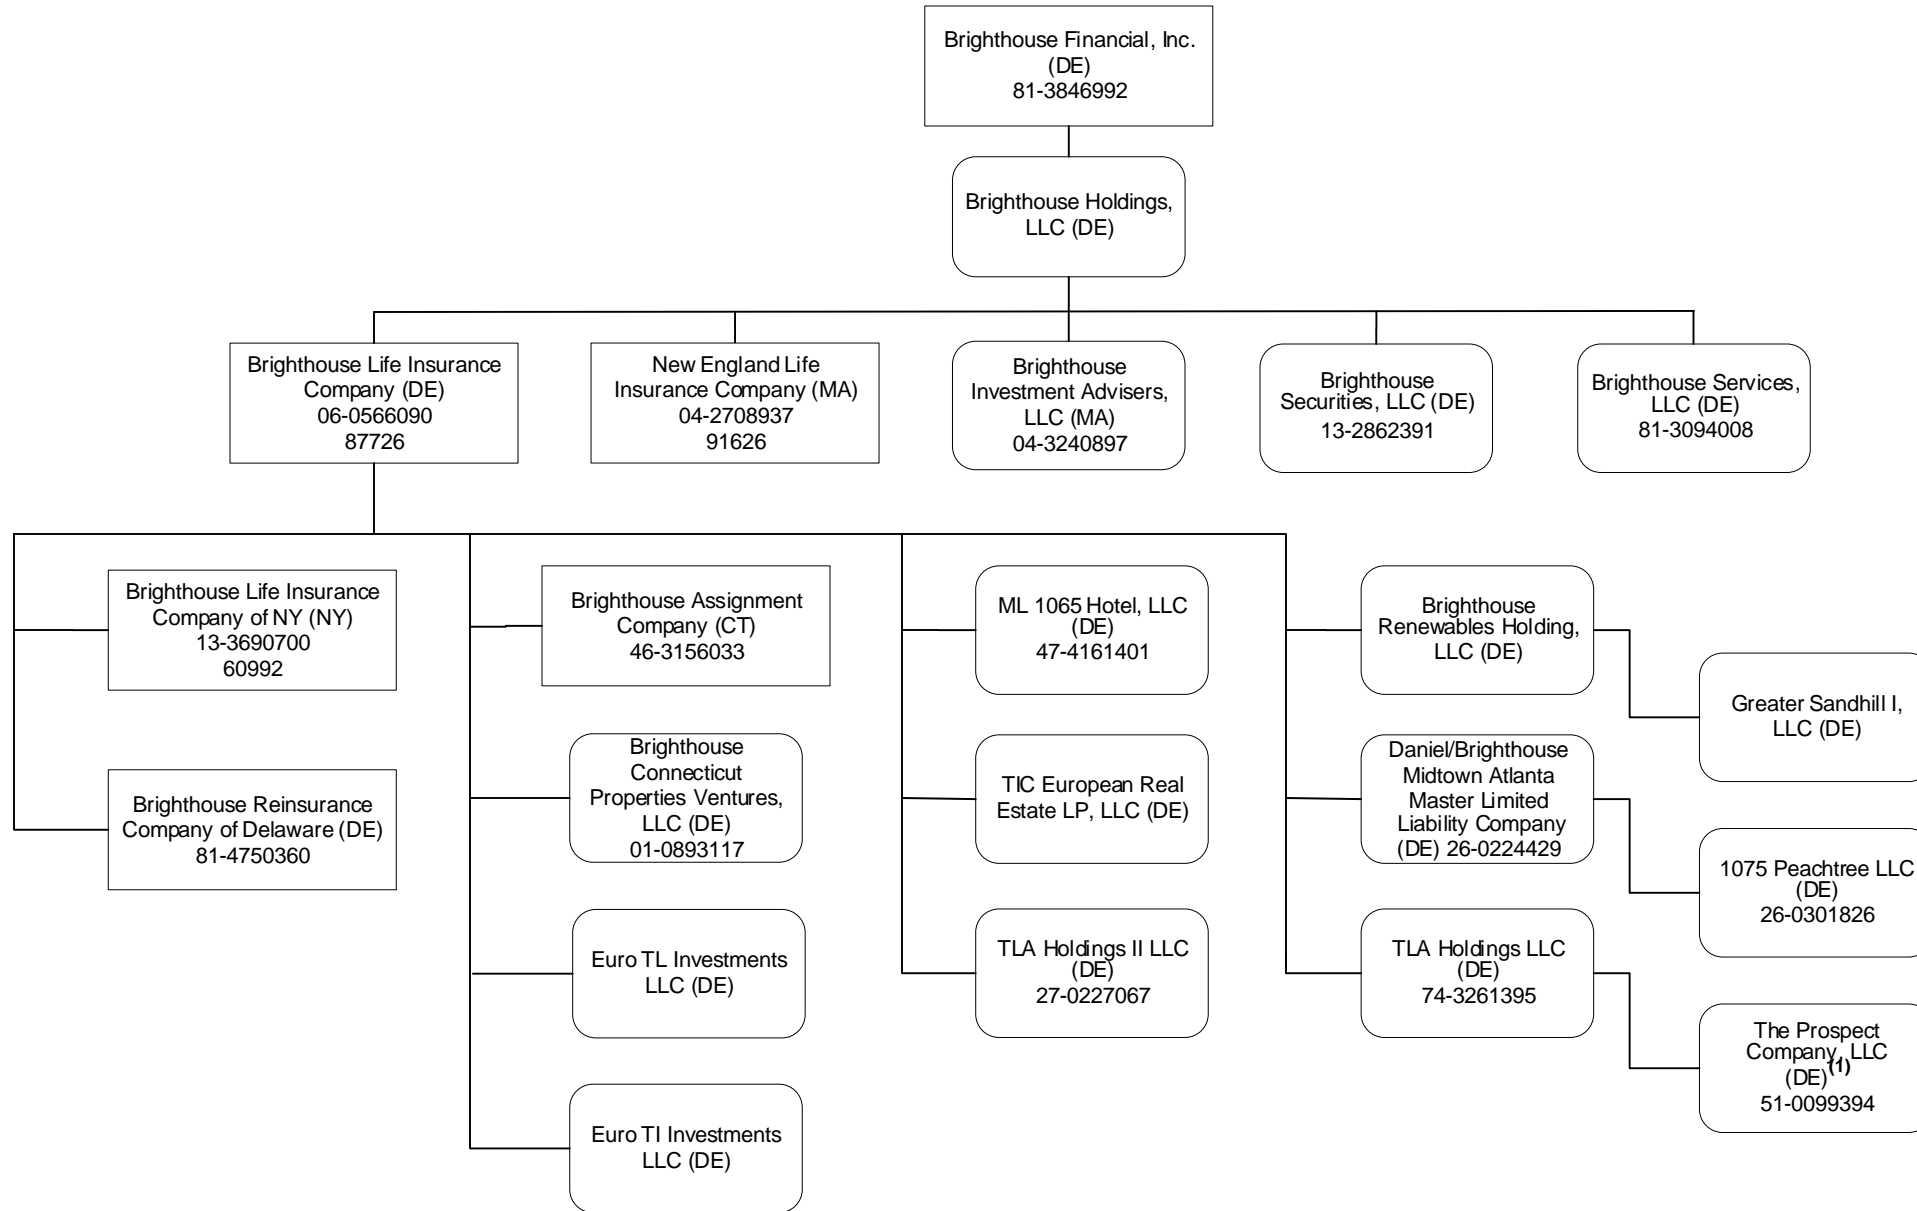 Brighthouse Financial, Inc.
(DE)
81-3846992
Brighthouse Holdings,
LLC (DE)
Brighthouse Life Insurance
Company (DE)
06-0566090
87726
New England Life
Insurance Company (MA)
04-2708937
91626
Brighthouse
Investment Advisers,
LLC (MA)
04-3240897
Brighthouse
Securities, LLC (DE)
13-2862391
Brighthouse Services,
LLC (DE)
81-3094008
Brighthouse Life Insurance
Company of NY (NY)
13-3690700
60992
Brighthouse Assignment
Company (CT)
46-3156033
ML 1065 Hotel, LLC
(DE)
47-4161401
Brighthouse
Renewables Holding,
LLC (DE)
Greater Sandhill I,
LLC (DE)
Brighthouse Reinsurance
Company of Delaware (DE)
81-4750360
Brighthouse
Connecticut
Properties Ventures,
LLC (DE)
01-0893117
TIC European Real
Estate LP, LLC (DE)
Daniel/Brighthouse
Midtown Atlanta
Master Limited
Liability Company
(DE) 26-0224429
1075 Peachtree LLC
(DE)
26-0301826
Euro TL Investments
LLC (DE)
TLA Holdings II LLC
(DE)
27-0227067
TLA Holdings LLC
(DE)
74-3261395
The Prospect
Company, LLC
(DE)(1)
51-0099394
Euro TI Investments
LLC (DE)